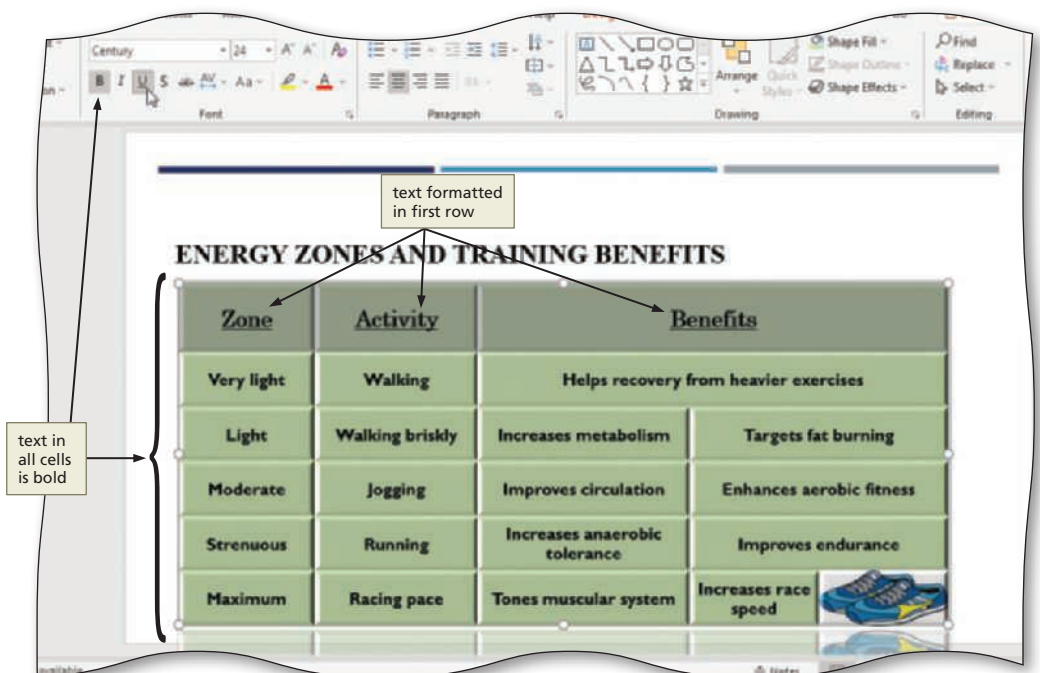 Century 24 A A A
Shape Fill
Find
Shape Outline
Replace
Arrange
Quick
Styles
Shape Effects
Select
B I U S ab AV Aa A
Font
Paragraph
Drawing
Editing
text formatted
in first row
ENERGY ZONES AND TRAINING BENEFITS
Zone Activity Benefits
Very light Walking Helps recovery from heavier exercises
text in
all cells
is bold
Light Walking briskly Increases metabolism Targets fat burning
Moderate Jogging Improves circulation Enhances aerobic fitness
Strenuous Running Increases anaerobic
tolerance Improves endurance
Maximum Racing pace Tones muscular system Increases race
speed
Notes